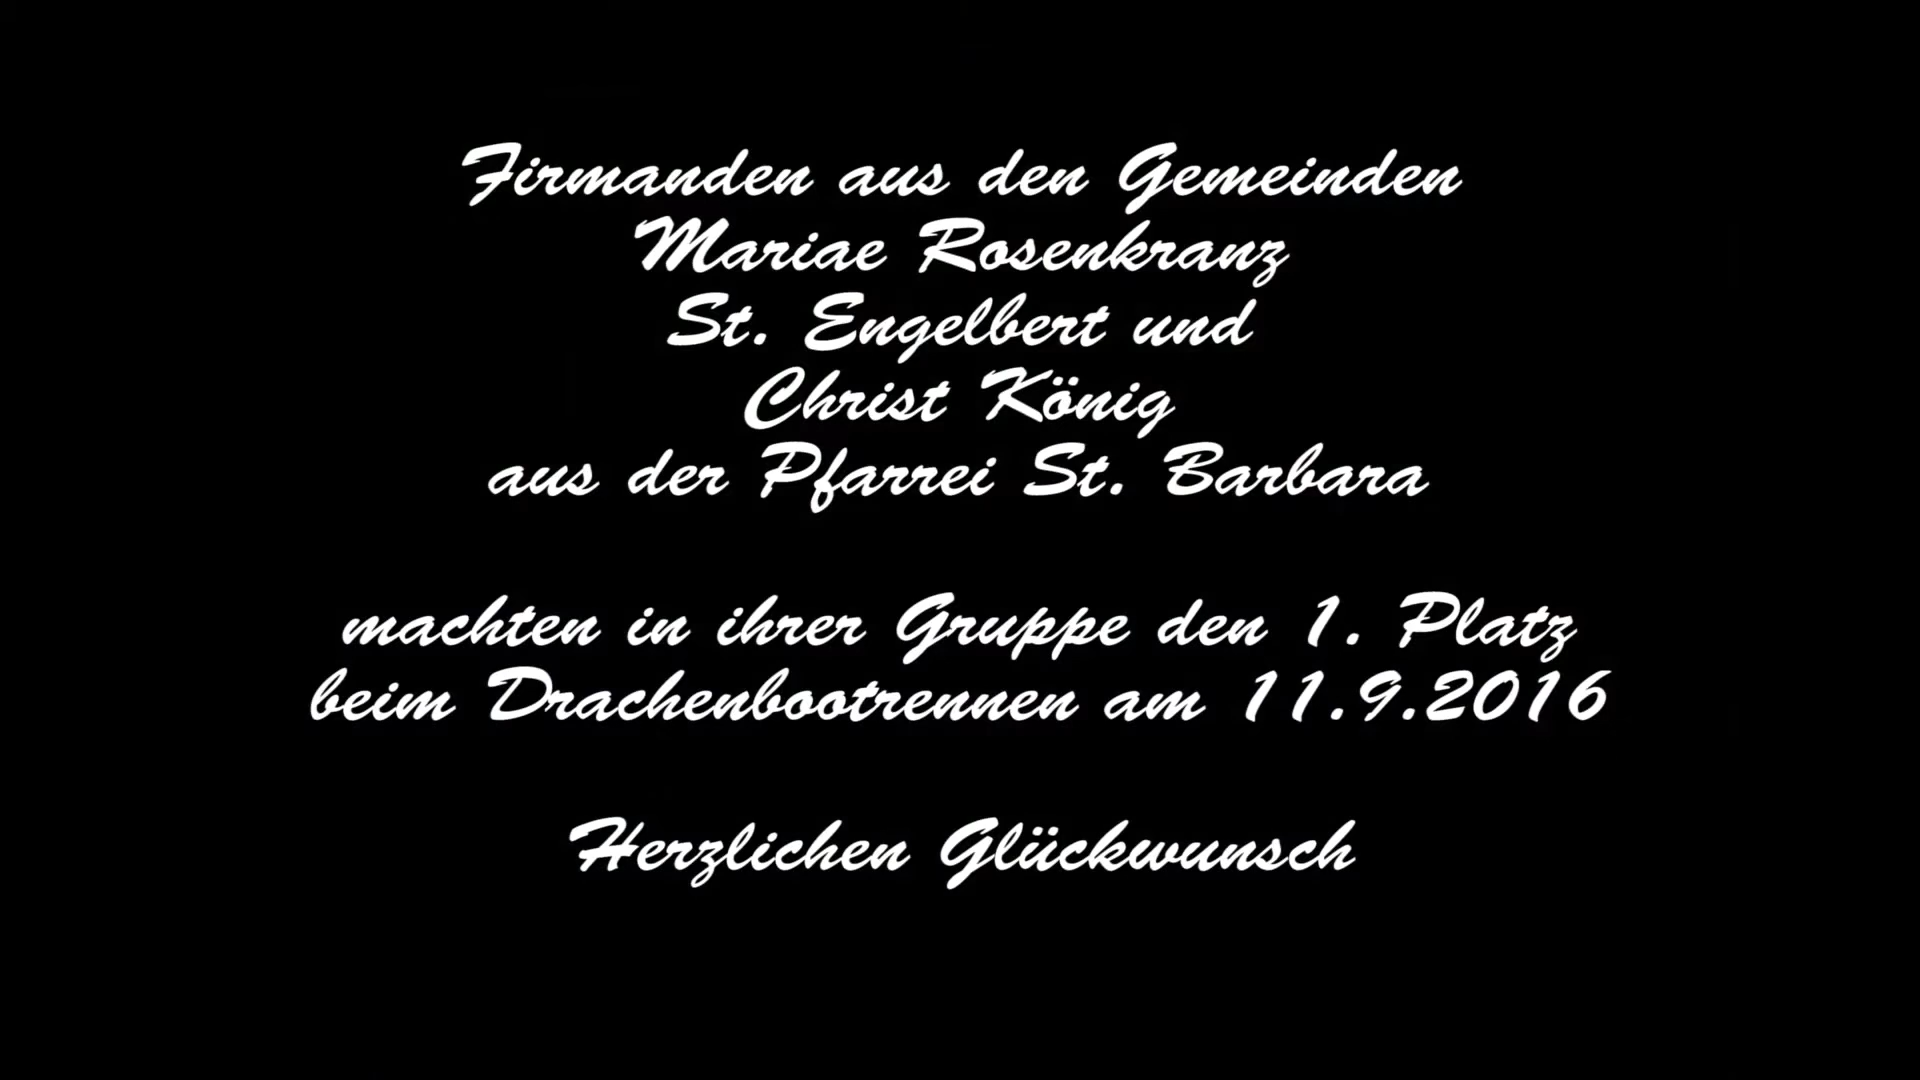 Firmanden aus den Gemeinden
Mariae Rosenkranz
St. Engelbert und
Christ König
aus der Pfarrei St. Barbara
machten in ihrer Gruppe den 1. Platz
beim Drachenbootrennen am 11.9.2016
Herzlichen Glückwunsch